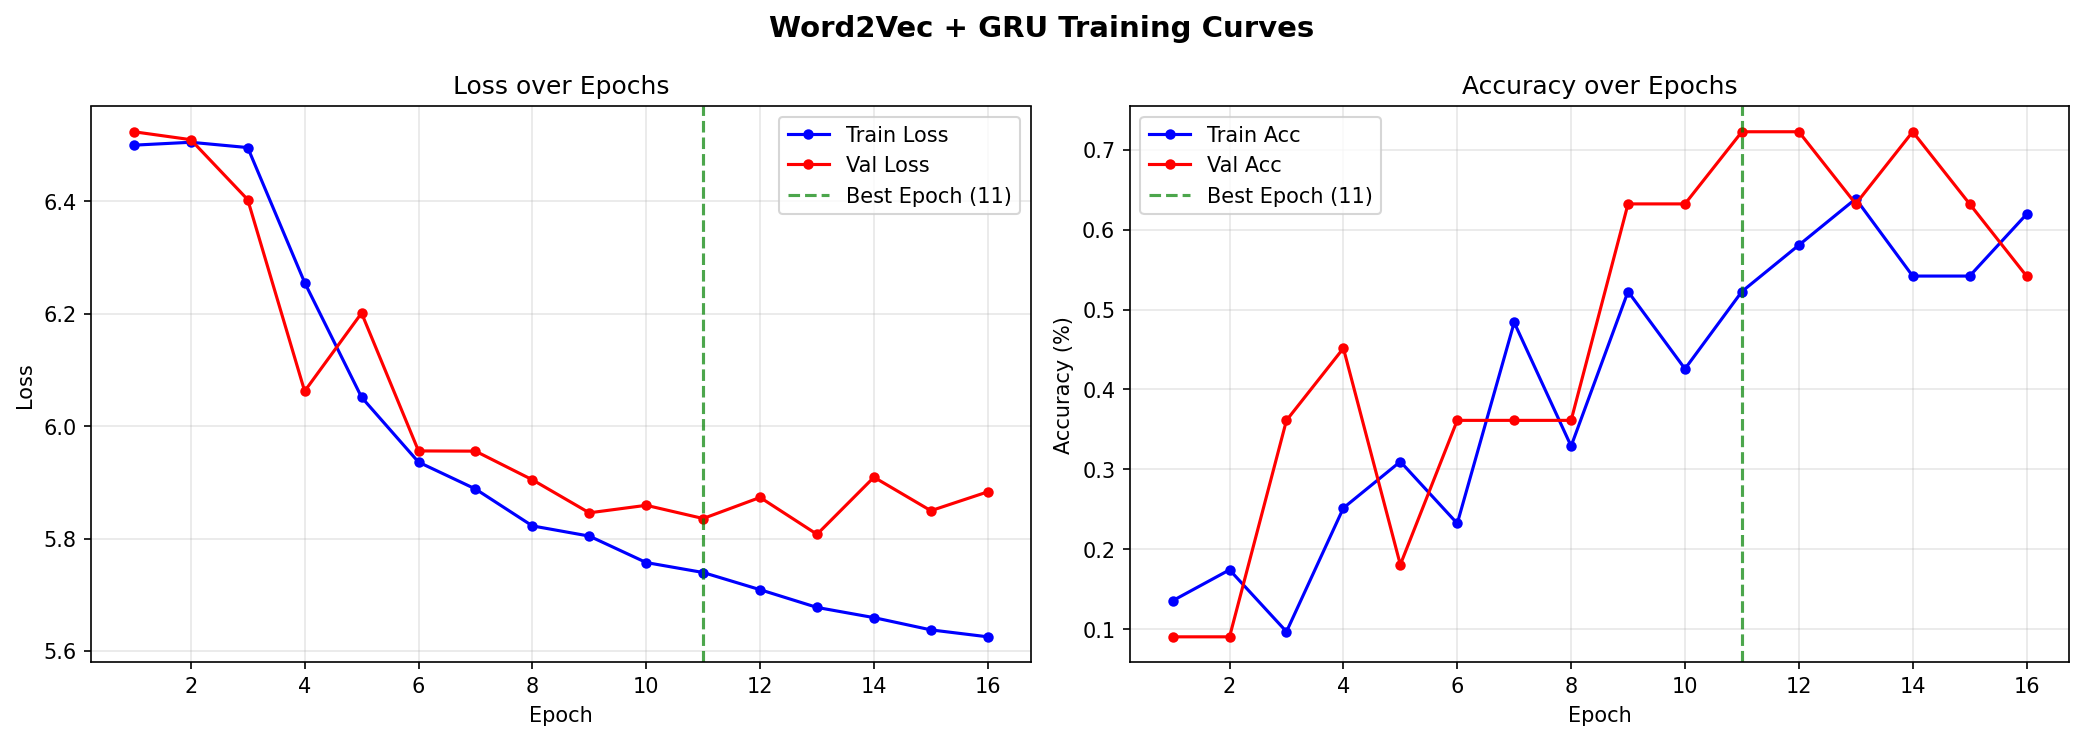 Word2Vec + GRU Training Curves
Loss over Epochs
Loss
6.4
6.2
6.0
5.8
5.6
Train Loss
Val Loss
Best Epoch (11)
2 4 6 8 10 12 14 16
Epoch
Accuracy over Epochs
Accuracy (%)
0.7
0.6
0.5
0.4
0.3
0.2
0.1
Train Acc
Val Acc
Best Epoch (11)
2 4 6 8 10 12 14 16
Epoch